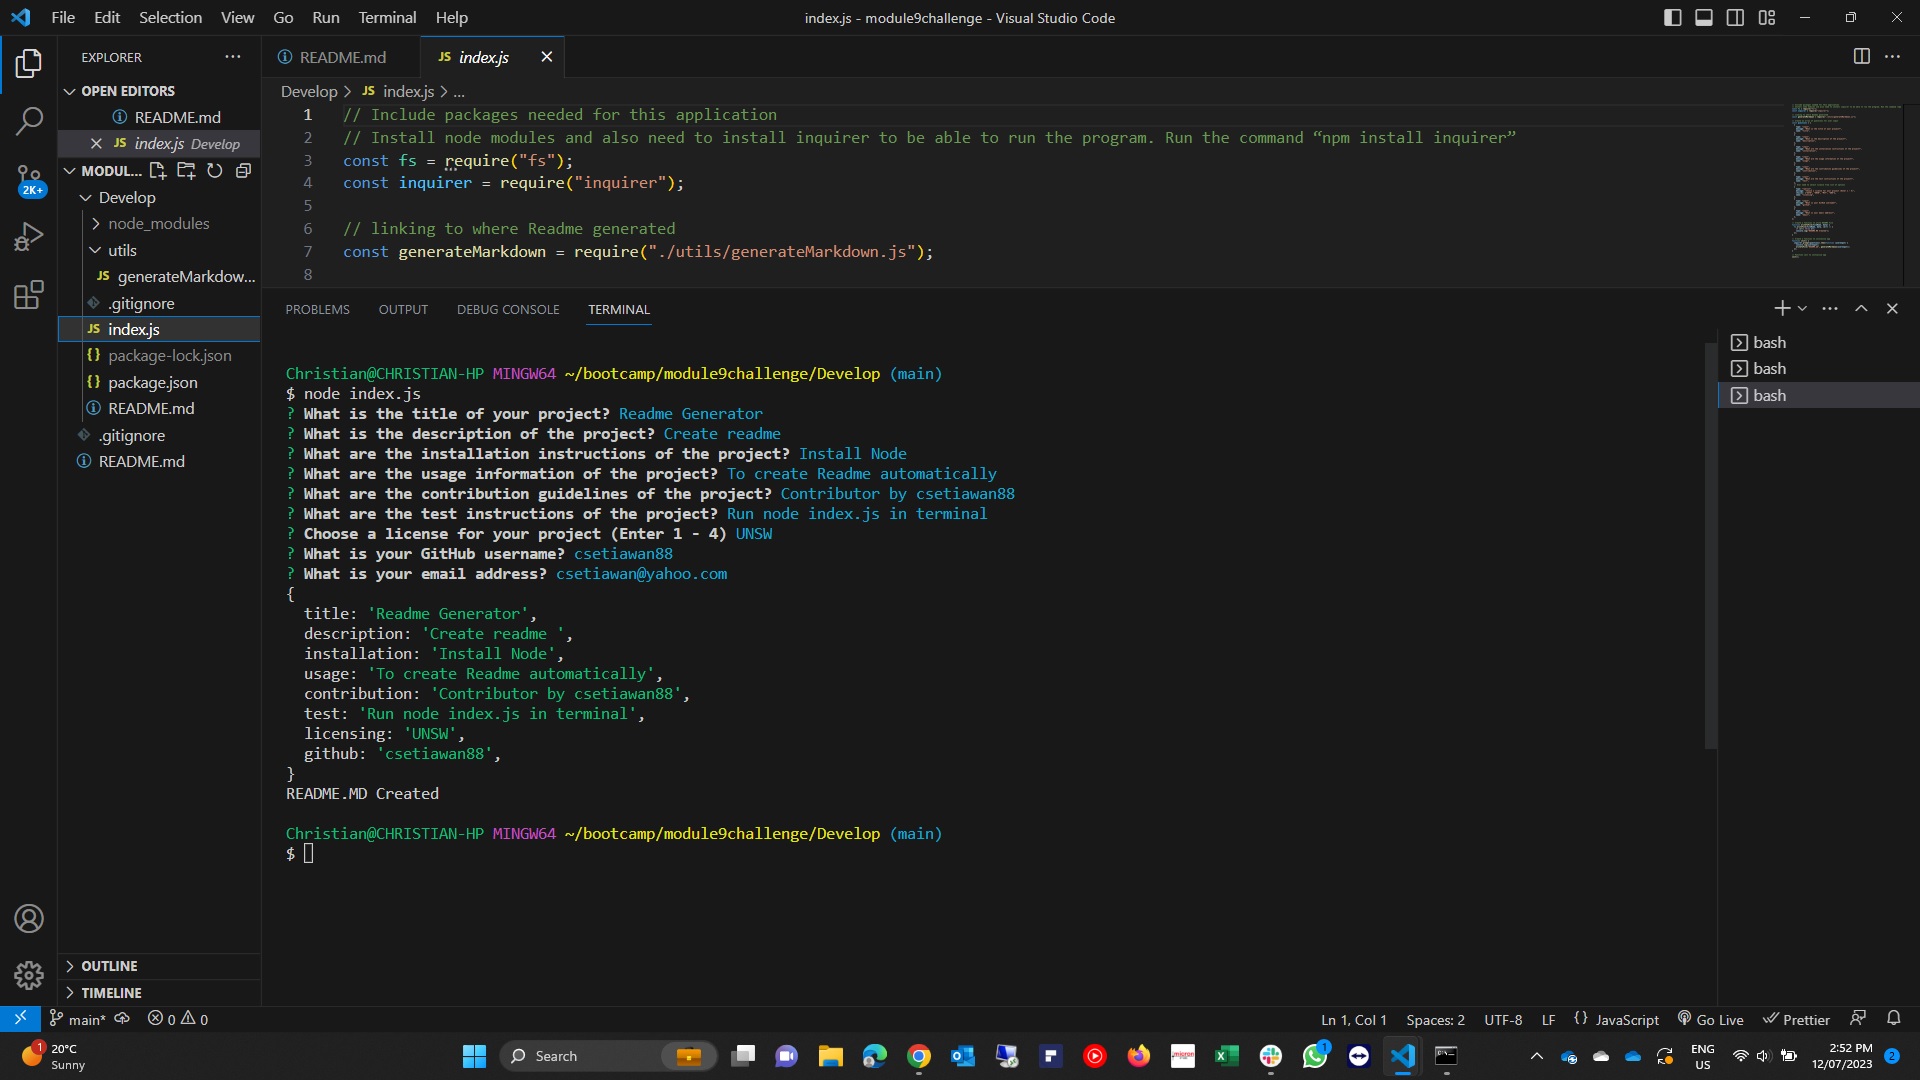 File Edit Selection View Go Run Terminal Help
index.js - module9challenge - Visual Studio Code
EXPLORER
OPEN EDITORS
README.md
index.js Develop
MODUL...
Develop
node_modules
utils
JS generateMarkdow...
.gitignore
JS index.js
{} package-lock.json
{} package.json
README.md
.gitignore
README.md
OUTLINE
TIMELINE
2K+
README.md
JS index.js
Develop > JS index.js > ...
1 // Include packages needed for this application
2 // Install node modules and also need to install inquirer to be able to run the program. Run the command “npm install inquirer”
3 const fs = require("fs");
4 const inquirer = require("inquirer");
5
6 // linking to where Readme generated
7 const generateMarkdown = require("./utils/generateMarkdown.js");
8
PROBLEMS OUTPUT DEBUG CONSOLE TERMINAL
bash
bash
bash
Christian@CHRISTIAN-HP MINGW64 ~/bootcamp/module9challenge/Develop (main)
$ node index.js
? What is the title of your project? Readme Generator
? What is the description of the project? Create readme
? What are the installation instructions of the project? Install Node
? What are the usage information of the project? To create Readme automatically
? What are the contribution guidelines of the project? Contributor by csetiawan88
? What are the test instructions of the project? Run node index.js in terminal
? Choose a license for your project (Enter 1 - 4) UNSW
? What is your GitHub username? csetiawan88
? What is your email address? csetiawan@yahoo.com
{
title: 'Readme Generator',
description: 'Create readme ',
installation: 'Install Node',
usage: 'To create Readme automatically',
contribution: 'Contributor by csetiawan88',
test: 'Run node index.js in terminal',
licensing: 'UNSW',
github: 'csetiawan88',
}
README.MD Created
Christian@CHRISTIAN-HP MINGW64 ~/bootcamp/module9challenge/Develop (main)
$
main* 0 0
Ln 1, Col 1 Spaces: 2 UTF-8 LF {} JavaScript Go Live Prettier
1 20°C
Sunny
Search
1
ENG
US
2:52 PM
12/07/2023
2